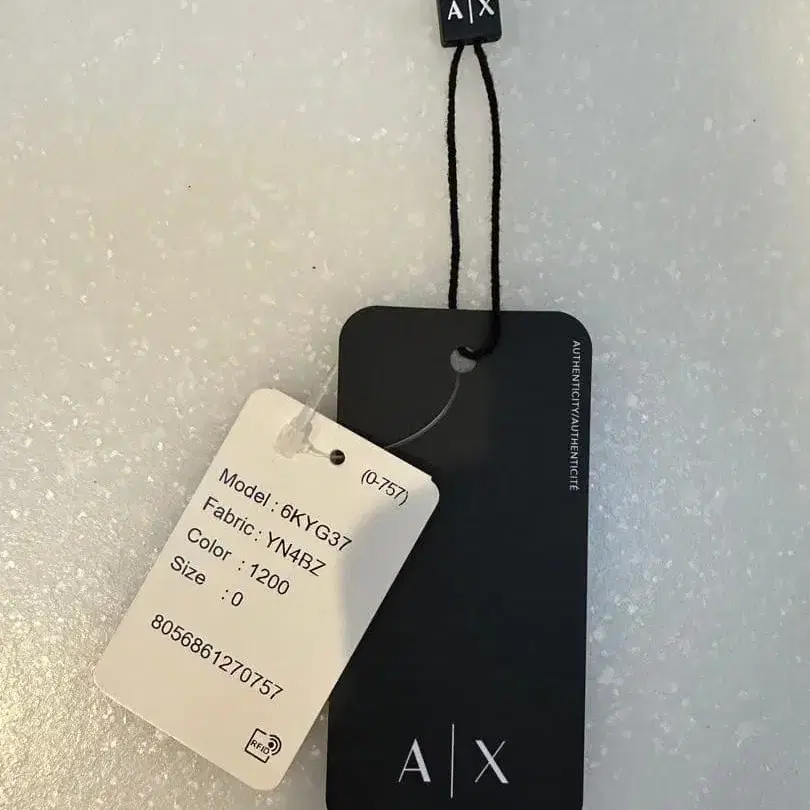 A|X
AUTHENTICITY/AUTHENTICITÉ
(0-757)
Model : 6KYG37
Fabric : YN4BZ
Color : 1200
Size : 0
8056861270757
RFID
A|X